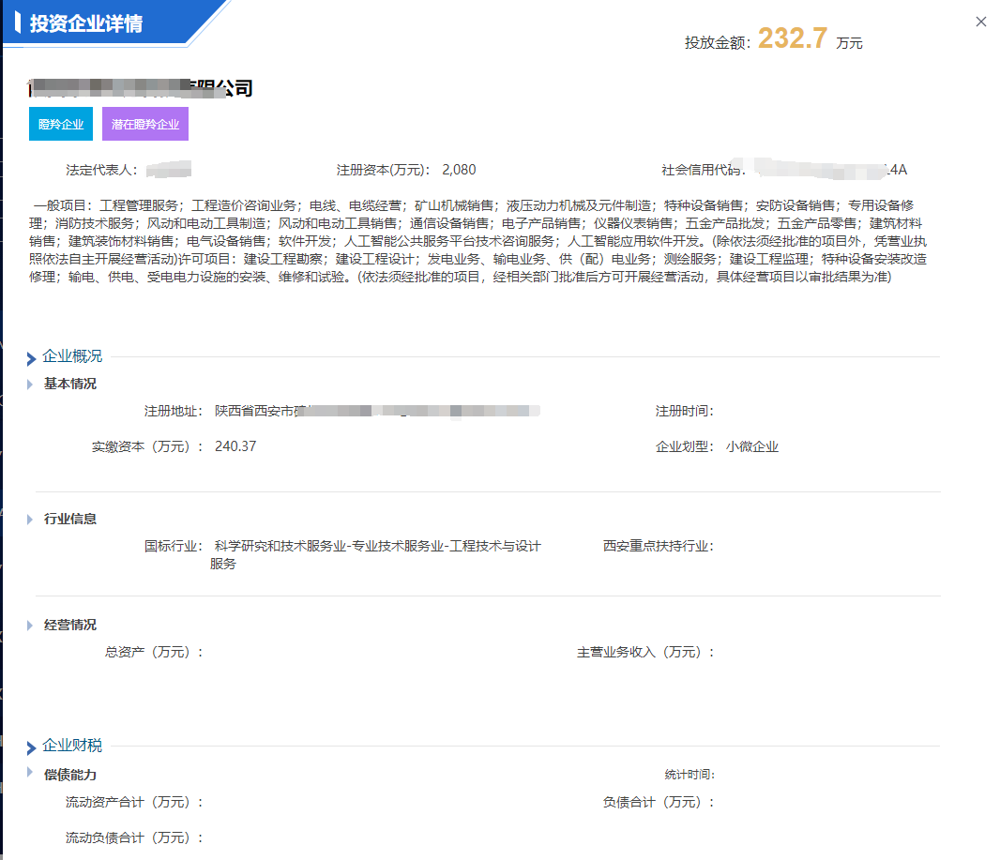 投资企业详情
投放金额：232.7 万元
限公司
瞪羚企业 潜在瞪羚企业
法定代表人： 注册资本(万元)： 2,080 社会信用代码： 4A
一般项目：工程管理服务；工程造价咨询业务；电线、电缆经营；矿山机械销售；液压动力机械及元件制造；特种设备销售；安防设备销售；专用设备修
理；消防技术服务；风动和电动工具制造；风动和电动工具销售；通信设备销售；电子产品销售；仪器仪表销售；五金产品批发；五金产品零售；建筑材料
销售；建筑装饰材料销售；电气设备销售；软件开发；人工智能公共服务平台技术咨询服务；人工智能应用软件开发。(除依法须经批准的项目外，凭营业执
照依法自主开展经营活动)许可项目：建设工程勘察；建设工程设计；发电业务、输电业务、供（配）电业务；测绘服务；建设工程监理；特种设备安装改造
修理；输电、供电、受电电力设施的安装、维修和试验。(依法须经批准的项目，经相关部门批准后方可开展经营活动，具体经营项目以审批结果为准)
企业概况
基本情况
注册地址： 陕西省西安市 注册时间：
实缴资本（万元）： 240.37 企业划型： 小微企业
行业信息
国标行业： 科学研究和技术服务业-专业技术服务业-工程技术与设计 西安重点扶持行业：
服务
经营情况
总资产（万元）： 主营业务收入（万元）：
企业财税
偿债能力 统计时间：
流动资产合计（万元）： 负债合计（万元）：
流动负债合计（万元）：